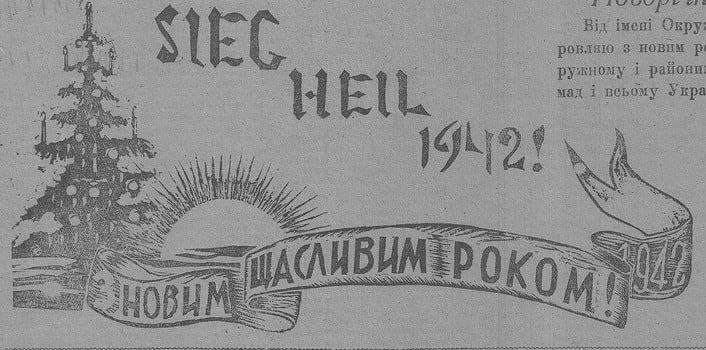 SIEG
HEIL
1942!
НОВИМ ЩАСЛИВИМ РОКОМ!
1942
Від імені
ровляю з новим
ружному і
мад і всьому